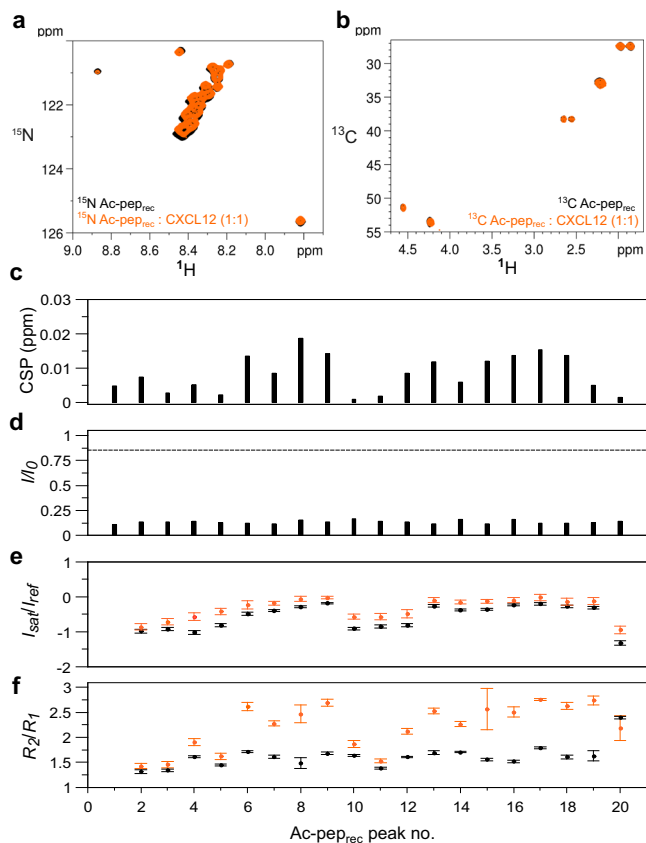 a
b
ppm
ppm
122
124
126
15N
15N Ac-peprec
15N Ac-peprec : CXCL12 (1:1)
9.0 8.8 8.6 8.4 8.2 8.0 ppm
1H
30
35
40
45
50
55
13C
13C Ac-peprec
13C Ac-peprec : CXCL12 (1:1)
4.5 4.0 3.5 3.0 2.5 ppm
1H
c
0.03
0.02
0.01
0
CSP (ppm)
d
1
0.75
0.5
0.25
0
I/I0
e
1
0
-1
-2
Isat/Iref
f
3
2.5
2
1.5
1
R2/R1
0 2 4 6 8 10 12 14 16 18 20
Ac-peprec peak no.